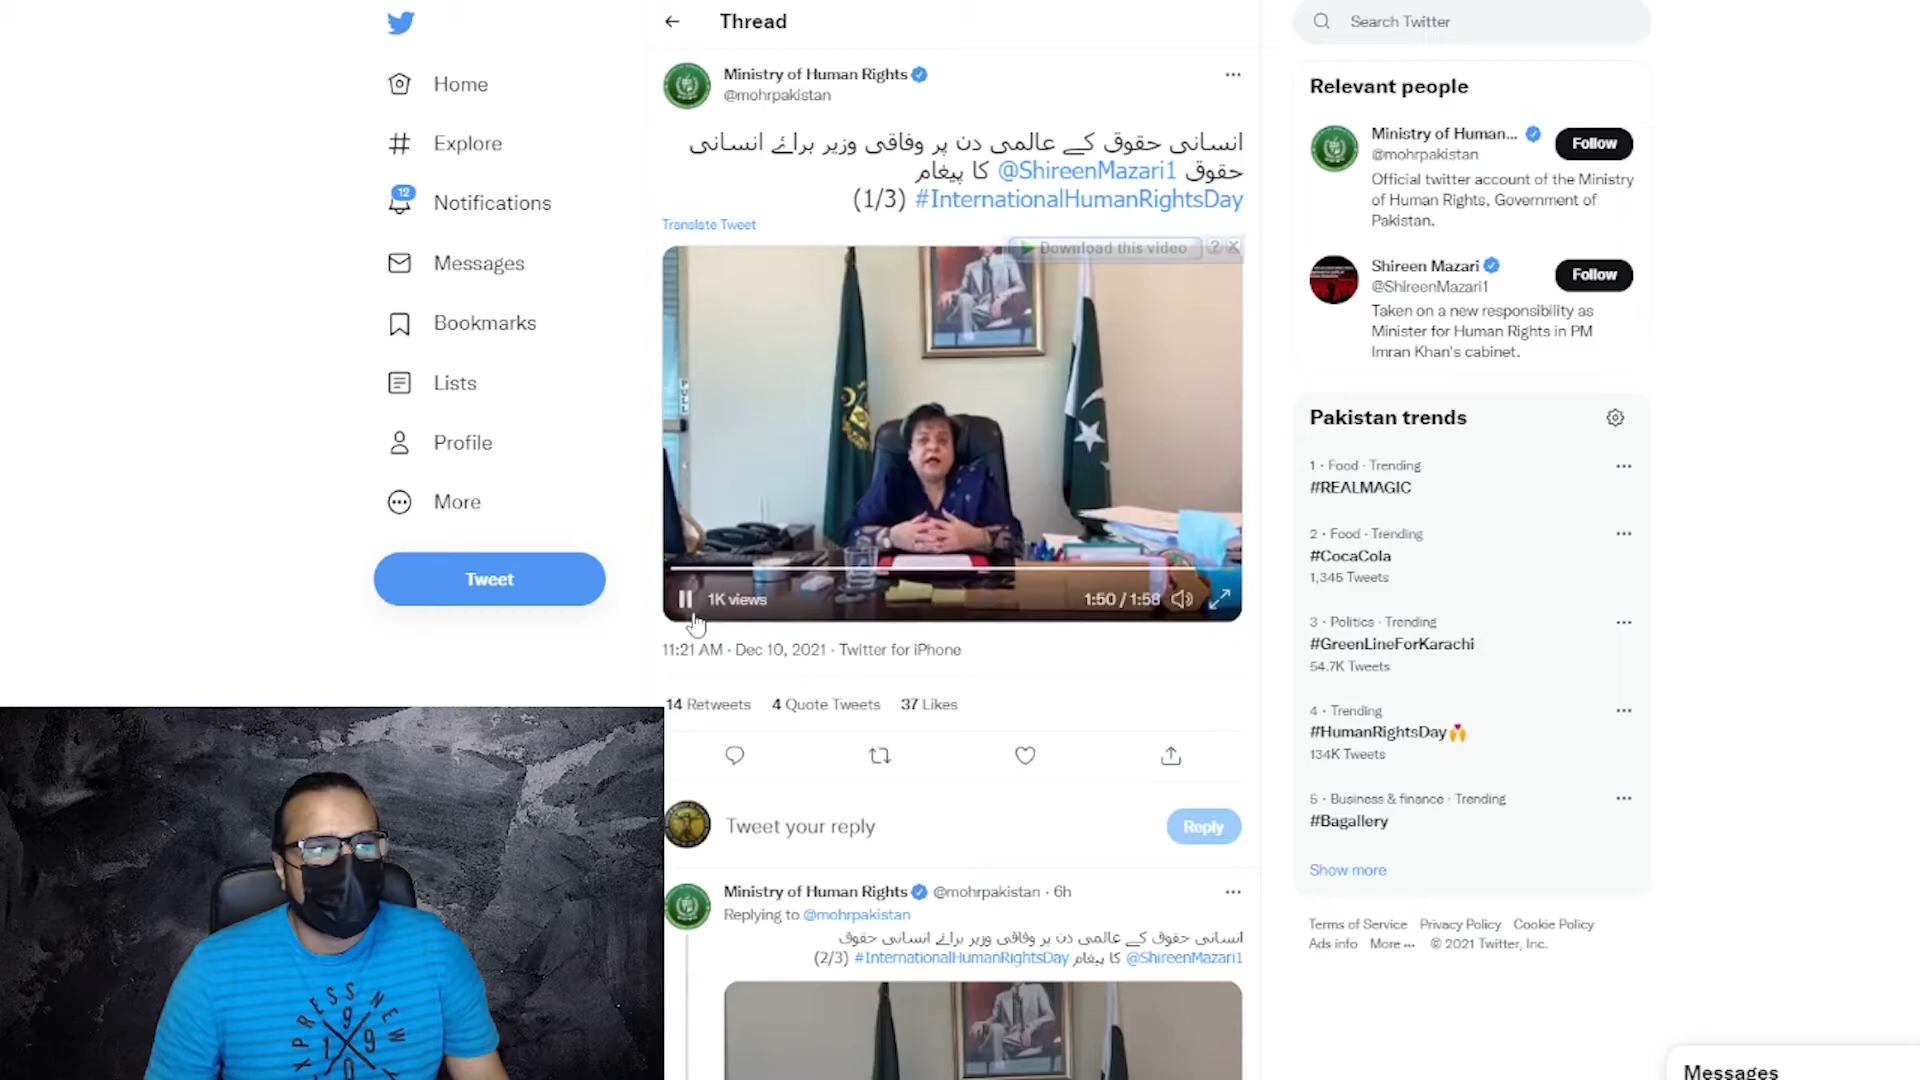 Home
Explore
12
Notifications
Messages
Bookmarks
Lists
Profile
More
Tweet
Thread
Ministry of Human Rights
@mohrpakistan
انسانی حقوق کے عالمی دن پر وفاقی وزیر برائے انسانی
حقوق @ShireenMazari1 کا پیغام
#InternationalHumanRightsDay (1/3)
Translate Tweet
Download this video
1K views
1:50 / 1:58
11:21 AM · Dec 10, 2021 · Twitter for iPhone
14 Retweets 4 Quote Tweets 37 Likes
Tweet your reply
Reply
Ministry of Human Rights @mohrpakistan · 6h
Replying to @mohrpakistan
انسانی حقوق کے عالمی دن پر وفاقی وزیر برائے انسانی حقوق
@ShireenMazari1 کا پیغام #InternationalHumanRightsDay (2/3)
Search Twitter
Relevant people
Ministry of Human...
@mohrpakistan
Follow
Official twitter account of the Ministry
of Human Rights, Government of
Pakistan.
Shireen Mazari
@ShireenMazari1
Follow
Taken on a new responsibility as
Minister for Human Rights in PM
Imran Khan's cabinet.
Pakistan trends
1 · Food · Trending
#REALMAGIC
2 · Food · Trending
#CocaCola
1,345 Tweets
3 · Politics · Trending
#GreenLineForKarachi
54.7K Tweets
4 · Trending
#HumanRightsDay
134K Tweets
5 · Business & finance · Trending
#Bagallery
Show more
Terms of Service Privacy Policy Cookie Policy
Ads info More ··· © 2021 Twitter, Inc.
Messages